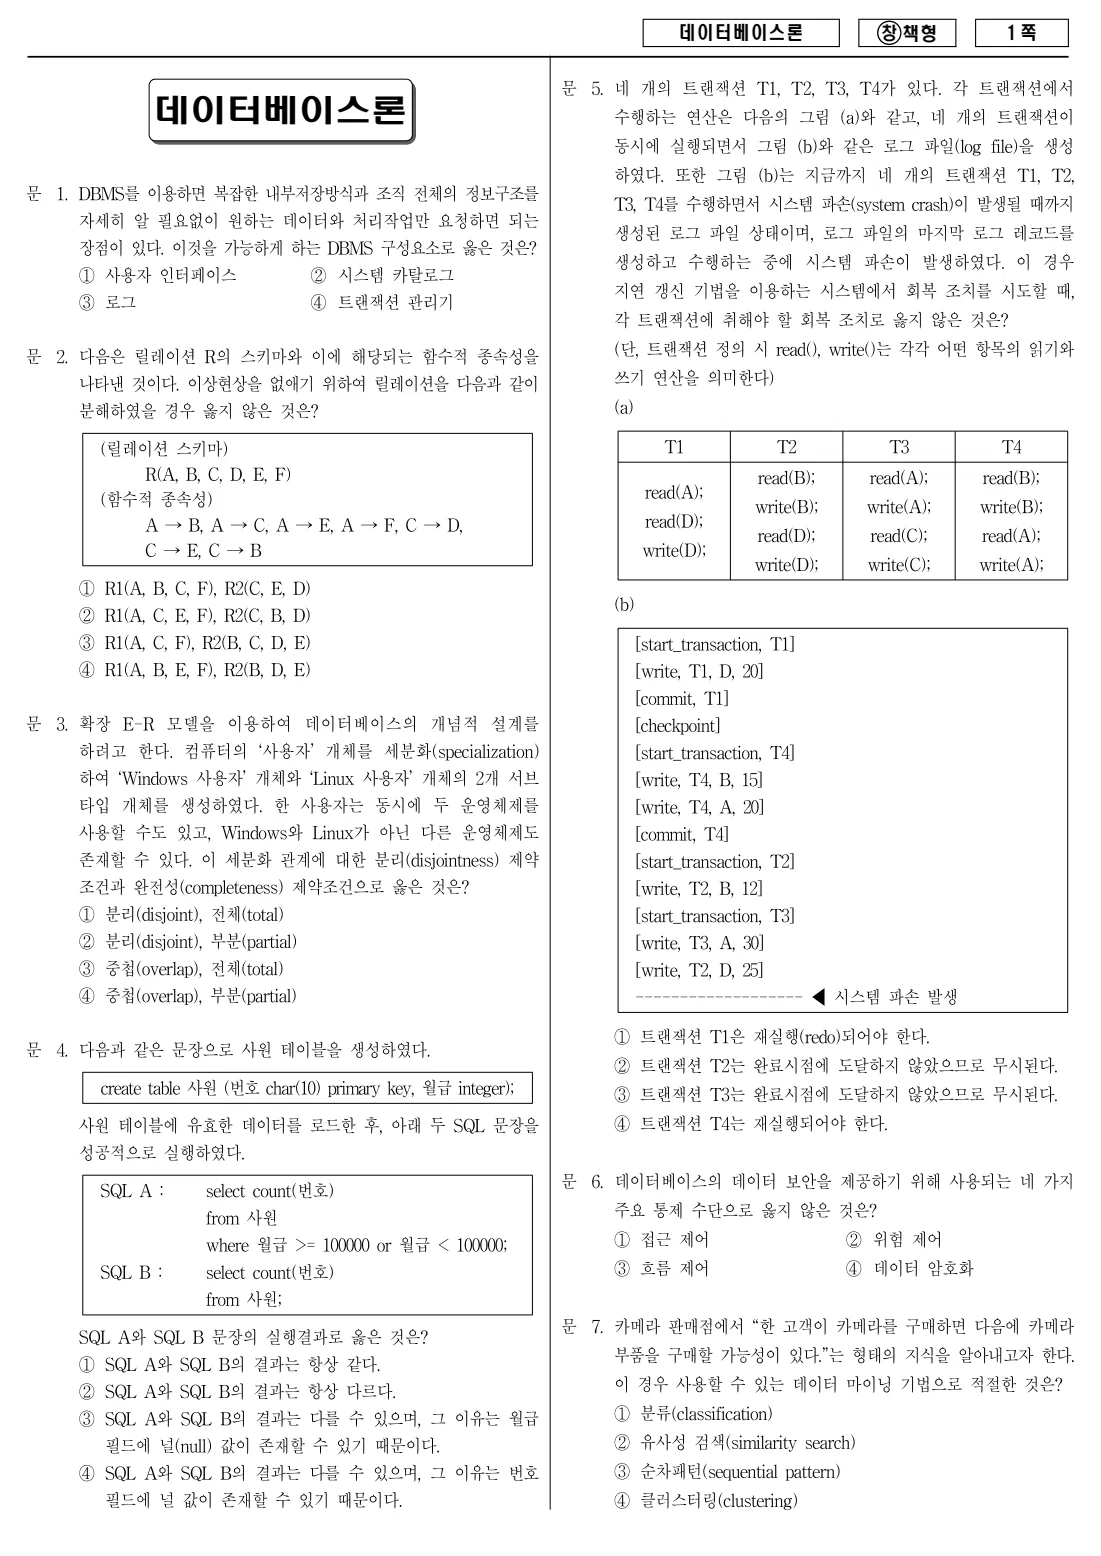 데이터베이스론 ㉾책형 1 쪽
데이터베이스론
문 1. DBMS를 이용하면 복잡한 내부저장방식과 조직 전체의 정보구조를
자세히 알 필요없이 원하는 데이터와 처리작업만 요청하면 되는
장점이 있다. 이것을 가능하게 하는 DBMS 구성요소로 옳은 것은?
① 사용자 인터페이스 ② 시스템 카탈로그
③ 로그 ④ 트랜잭션 관리기
문 2. 다음은 릴레이션 R의 스키마와 이에 해당되는 함수적 종속성을
나타낸 것이다. 이상현상을 없애기 위하여 릴레이션을 다음과 같이
분해하였을 경우 옳지 않은 것은?
(릴레이션 스키마)
R(A, B, C, D, E, F)
(함수적 종속성)
A → B, A → C, A → E, A → F, C → D,
C → E, C → B
① R1(A, B, C, F), R2(C, E, D)
② R1(A, C, E, F), R2(C, B, D)
③ R1(A, C, F), R2(B, C, D, E)
④ R1(A, B, E, F), R2(B, D, E)
문 3. 확장 E-R 모델을 이용하여 데이터베이스의 개념적 설계를
하려고 한다. 컴퓨터의 ‘사용자’ 개체를 세분화(specialization)
하여 ‘Windows 사용자’ 개체와 ‘Linux 사용자’ 개체의 2개 서브
타입 개체를 생성하였다. 한 사용자는 동시에 두 운영체제를
사용할 수도 있고, Windows와 Linux가 아닌 다른 운영체제도
존재할 수 있다. 이 세분화 관계에 대한 분리(disjointness) 제약
조건과 완전성(completeness) 제약조건으로 옳은 것은?
① 분리(disjoint), 전체(total)
② 분리(disjoint), 부분(partial)
③ 중첩(overlap), 전체(total)
④ 중첩(overlap), 부분(partial)
문 4. 다음과 같은 문장으로 사원 테이블을 생성하였다.
create table 사원 (번호 char(10) primary key, 월급 integer);
사원 테이블에 유효한 데이터를 로드한 후, 아래 두 SQL 문장을
성공적으로 실행하였다.
SQL A : select count(번호)
from 사원
where 월급 >= 100000 or 월급 < 100000;
SQL B : select count(번호)
from 사원;
SQL A와 SQL B 문장의 실행결과로 옳은 것은?
① SQL A와 SQL B의 결과는 항상 같다.
② SQL A와 SQL B의 결과는 항상 다르다.
③ SQL A와 SQL B의 결과는 다를 수 있으며, 그 이유는 월급
필드에 널(null) 값이 존재할 수 있기 때문이다.
④ SQL A와 SQL B의 결과는 다를 수 있으며, 그 이유는 번호
필드에 널 값이 존재할 수 있기 때문이다.
문 5. 네 개의 트랜잭션 T1, T2, T3, T4가 있다. 각 트랜잭션에서
수행하는 연산은 다음의 그림 (a)와 같고, 네 개의 트랜잭션이
동시에 실행되면서 그림 (b)와 같은 로그 파일(log file)을 생성
하였다. 또한 그림 (b)는 지금까지 네 개의 트랜잭션 T1, T2,
T3, T4를 수행하면서 시스템 파손(system crash)이 발생될 때까지
생성된 로그 파일 상태이며, 로그 파일의 마지막 로그 레코드를
생성하고 수행하는 중에 시스템 파손이 발생하였다. 이 경우
지연 갱신 기법을 이용하는 시스템에서 회복 조치를 시도할 때,
각 트랜잭션에 취해야 할 회복 조치로 옳지 않은 것은?
(단, 트랜잭션 정의 시 read(), write()는 각각 어떤 항목의 읽기와
쓰기 연산을 의미한다)
(a)
T1 T2 T3 T4
read(A);
read(D);
write(D);
read(B);
write(B);
read(D);
write(D);
read(A);
write(A);
read(C);
write(C);
read(B);
write(B);
read(A);
write(A);
(b)
[start_transaction, T1]
[write, T1, D, 20]
[commit, T1]
[checkpoint]
[start_transaction, T4]
[write, T4, B, 15]
[write, T4, A, 20]
[commit, T4]
[start_transaction, T2]
[write, T2, B, 12]
[start_transaction, T3]
[write, T3, A, 30]
[write, T2, D, 25]
------------------- ◀ 시스템 파손 발생
① 트랜잭션 T1은 재실행(redo)되어야 한다.
② 트랜잭션 T2는 완료시점에 도달하지 않았으므로 무시된다.
③ 트랜잭션 T3는 완료시점에 도달하지 않았으므로 무시된다.
④ 트랜잭션 T4는 재실행되어야 한다.
문 6. 데이터베이스의 데이터 보안을 제공하기 위해 사용되는 네 가지
주요 통제 수단으로 옳지 않은 것은?
① 접근 제어 ② 위험 제어
③ 흐름 제어 ④ 데이터 암호화
문 7. 카메라 판매점에서 “한 고객이 카메라를 구매하면 다음에 카메라
부품을 구매할 가능성이 있다.”는 형태의 지식을 알아내고자 한다.
이 경우 사용할 수 있는 데이터 마이닝 기법으로 적절한 것은?
① 분류(classification)
② 유사성 검색(similarity search)
③ 순차패턴(sequential pattern)
④ 클러스터링(clustering)